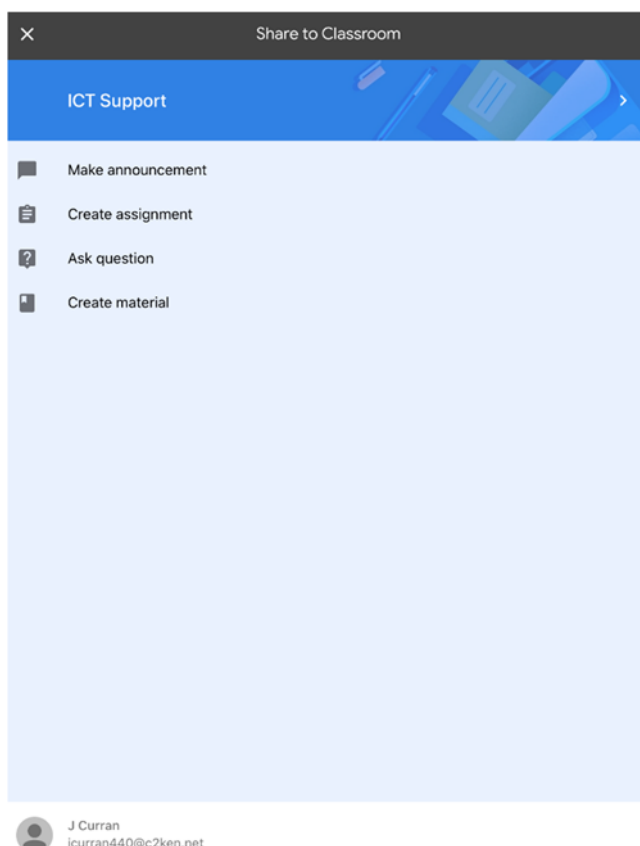 Share to Classroom
ICT Support
Make announcement
Create assignment
Ask question
Create material
J Curran
jcurran440@c2ken.net